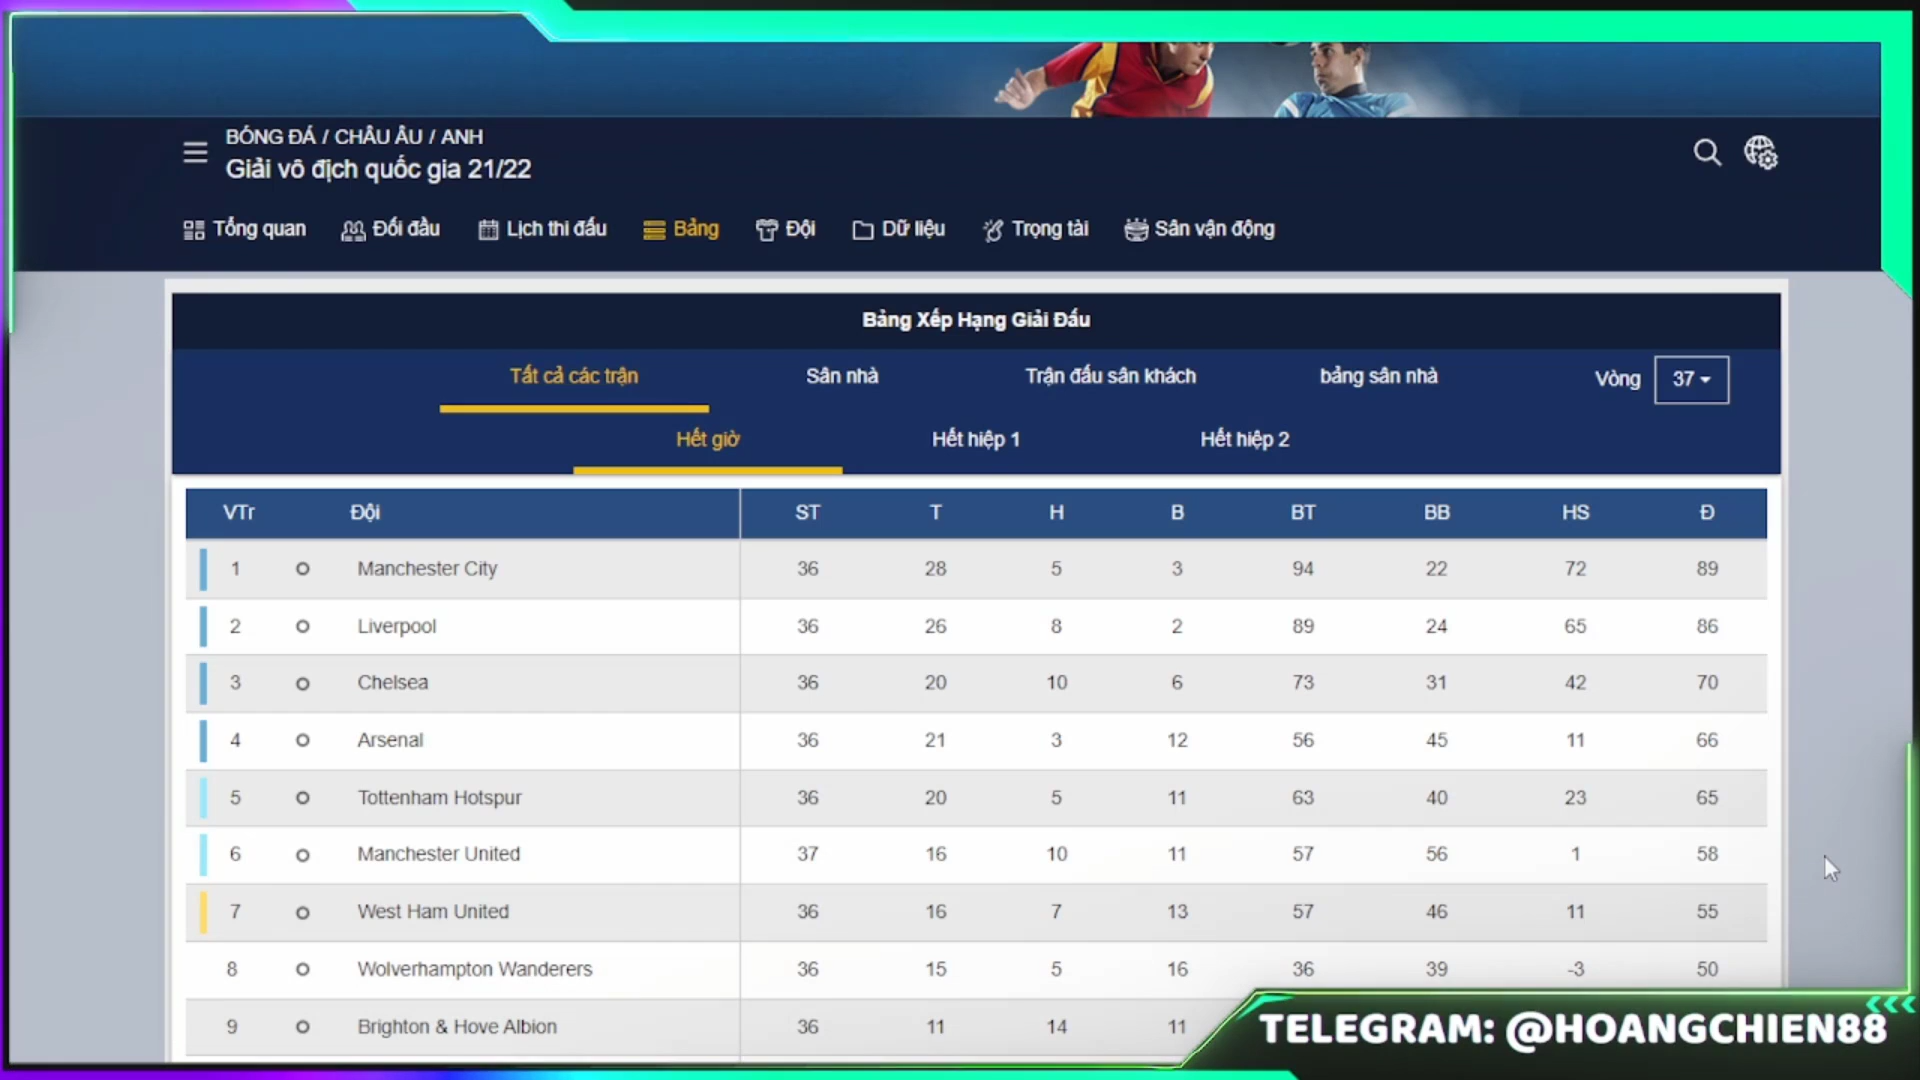 BÓNG ĐÁ / CHÂU ÂU / ANH
Giải vô địch quốc gia 21/22
Tổng quan Đối đầu Lịch thi đấu Bảng Đội Dữ liệu Trọng tài Sân vận động
Bảng Xếp Hạng Giải Đấu
Tất cả các trận Sân nhà Trận đấu sân khách bảng sân nhà Vòng 37
Hết giờ Hết hiệp 1 Hết hiệp 2
VTr Đội ST T H B BT BB HS Đ
1 Manchester City 36 28 5 3 94 22 72 89
2 Liverpool 36 26 8 2 89 24 65 86
3 Chelsea 36 20 10 6 73 31 42 70
4 Arsenal 36 21 3 12 56 45 11 66
5 Tottenham Hotspur 36 20 5 11 63 40 23 65
6 Manchester United 37 16 10 11 57 56 1 58
7 West Ham United 36 16 7 13 57 46 11 55
8 Wolverhampton Wanderers 36 15 5 16 36 39 -3 50
9 Brighton & Hove Albion 36 11 14 11
TELEGRAM: @HOANGCHIEN88